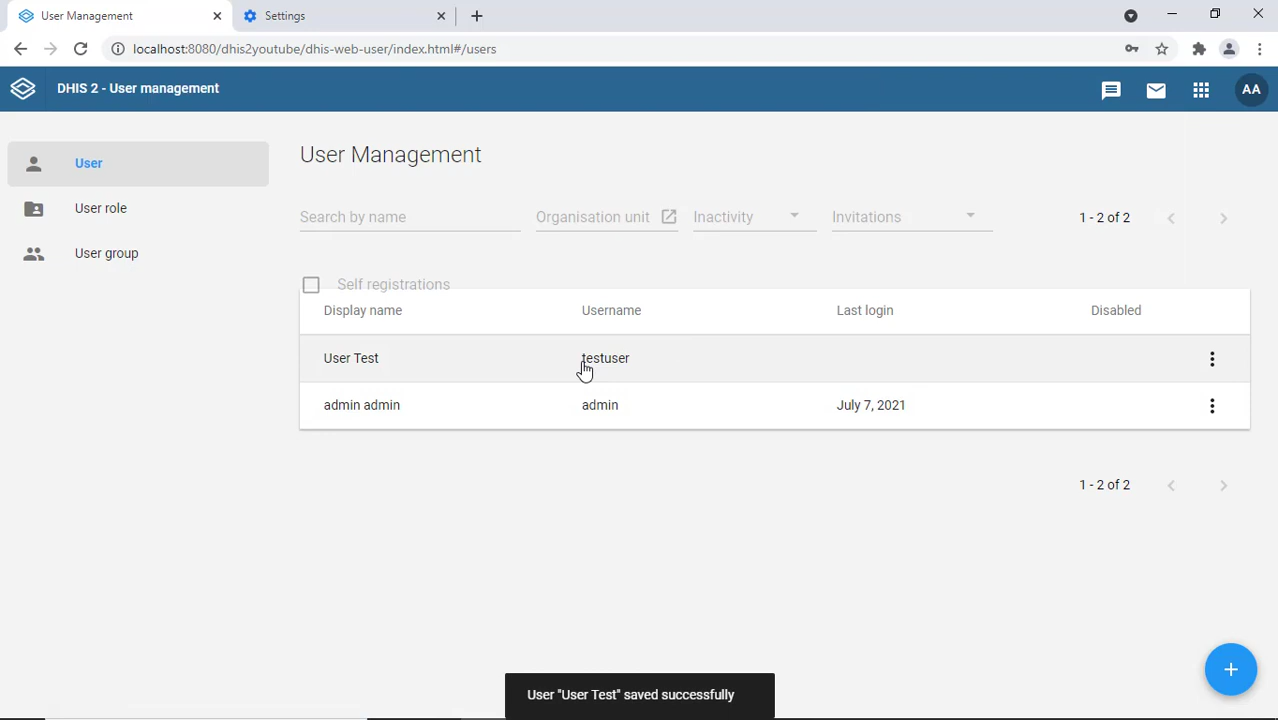 User Management
Settings
localhost:8080/dhis2youtube/dhis-web-user/index.html#/users
DHIS 2 - User management
AA
User
User role
User group
User Management
Search by name
Organisation unit
Inactivity
Invitations
1 - 2 of 2
Self registrations
Display name Username Last login Disabled
User Test testuser
admin admin admin July 7, 2021
1 - 2 of 2
User "User Test" saved successfully